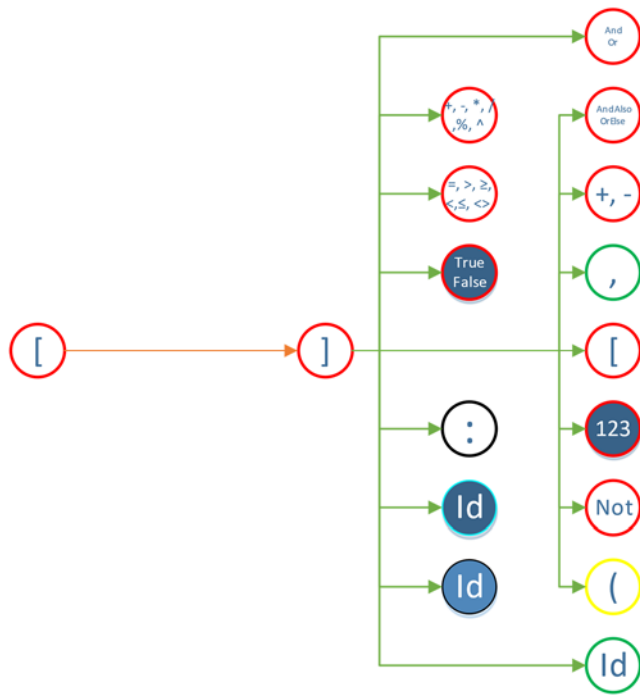 And
Or
+, -, *, /
,%, ^
AndAlso
OrElse
=, >, ≥,
<,≤, <>
+, -
True
False
,
[
]
[
:
123
Id
Not
Id
(
Id